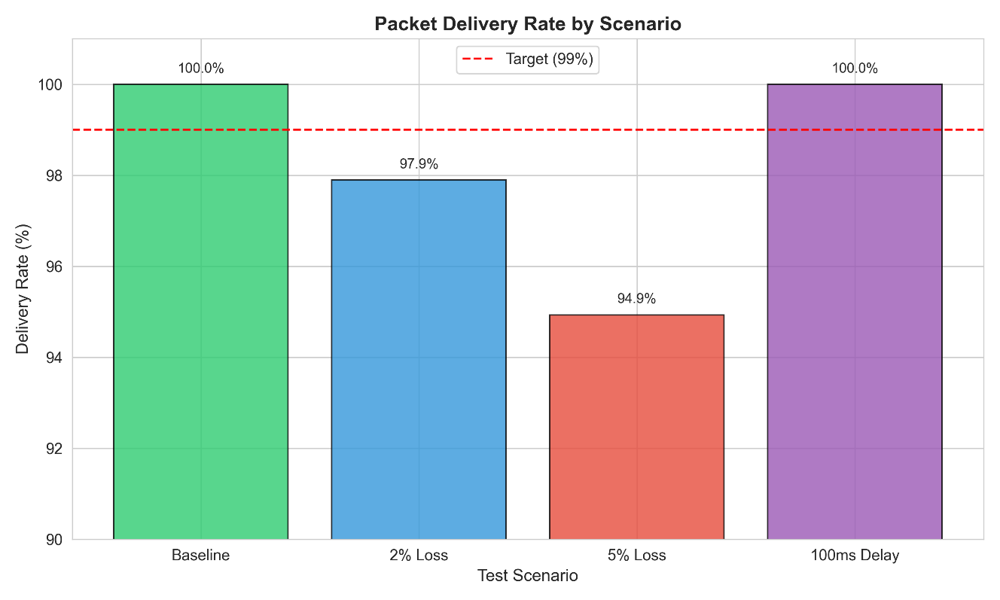 Packet Delivery Rate by Scenario
Target (99%)
100.0%
97.9%
94.9%
100.0%
Delivery Rate (%)
100
98
96
94
92
90
Baseline
2% Loss
5% Loss
100ms Delay
Test Scenario